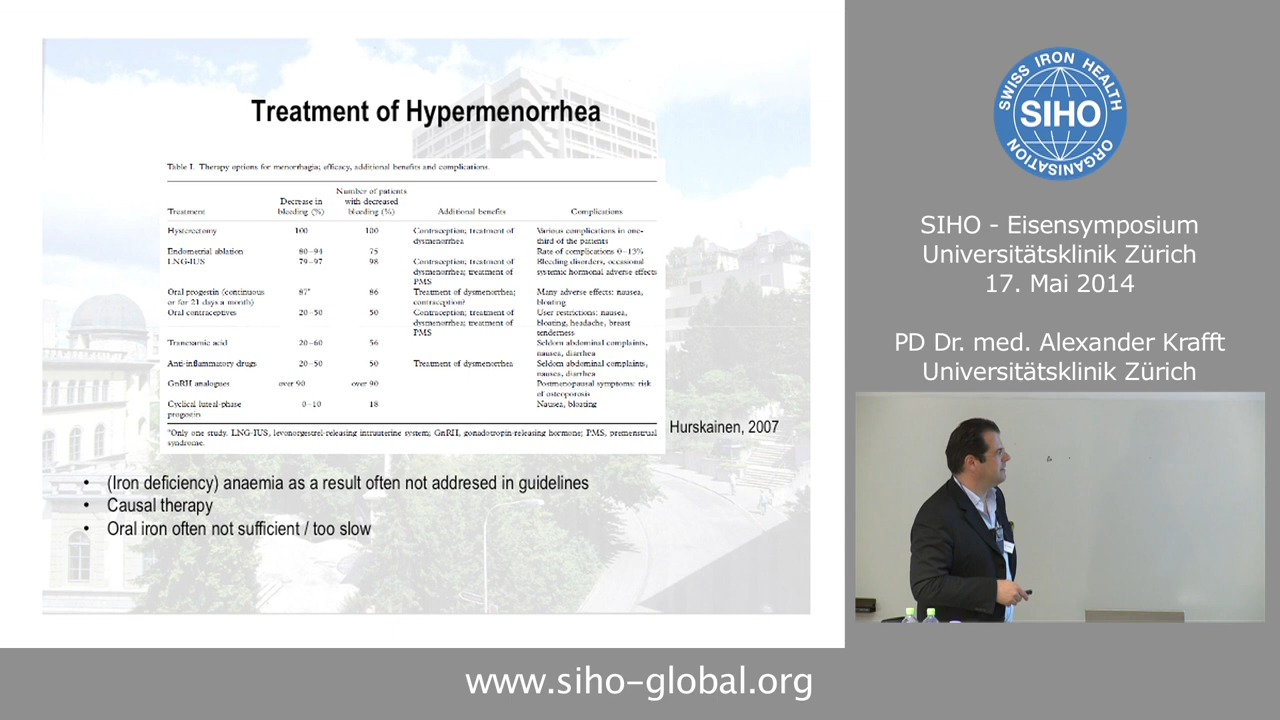 Treatment of Hypermenorrhea
Table I. Therapy options for menorrhagia; efficacy, additional benefits and complications.
Treatment Decrease in bleeding (%) Number of patients with decreased bleeding (%) Additional benefits Complications
Hysterectomy 100 100 Contraception; treatment of dysmenorrhea Various complications in one-third of the patients
Endometrial ablation 80–94 75 Rate of complications 0–13%
LNG-IUS 79–97 98 Contraception; treatment of dysmenorrhea; treatment of PMS Bleeding disorders, occasional systemic hormonal adverse effects
Oral progestin (continuous or for 21 days a month) 87* 86 Treatment of dysmenorrhea; contraception? Many adverse effects: nausea, bloating
Oral contraceptives 20–50 50 Contraception; treatment of dysmenorrhea; treatment of PMS User restrictions: nausea, bloating, headache, breast tenderness
Tranexamic acid 20–60 56 Seldom abdominal complaints, nausea, diarrhea
Anti-inflammatory drugs 20–50 50 Treatment of dysmenorrhea Seldom abdominal complaints, nausea, diarrhea
GnRH analogues over 90 over 90 Postmenopausal symptoms: risk of osteoporosis
Cyclical luteal-phase progestin 0–10 18 Nausea, bloating
*Only one study. LNG-IUS, levonorgestrel-releasing intrauterine system; GnRH, gonadotropin-releasing hormone; PMS, premenstrual
syndrome.
Hurskainen, 2007
• (Iron deficiency) anaemia as a result often not addresed in guidelines
• Causal therapy
• Oral iron often not sufficient / too slow
SWISS IRON HEALTH
SIHO
ORGANISATION
SIHO - Eisensymposium
Universitätsklinik Zürich
17. Mai 2014
PD Dr. med. Alexander Krafft
Universitätsklinik Zürich
www.siho-global.org